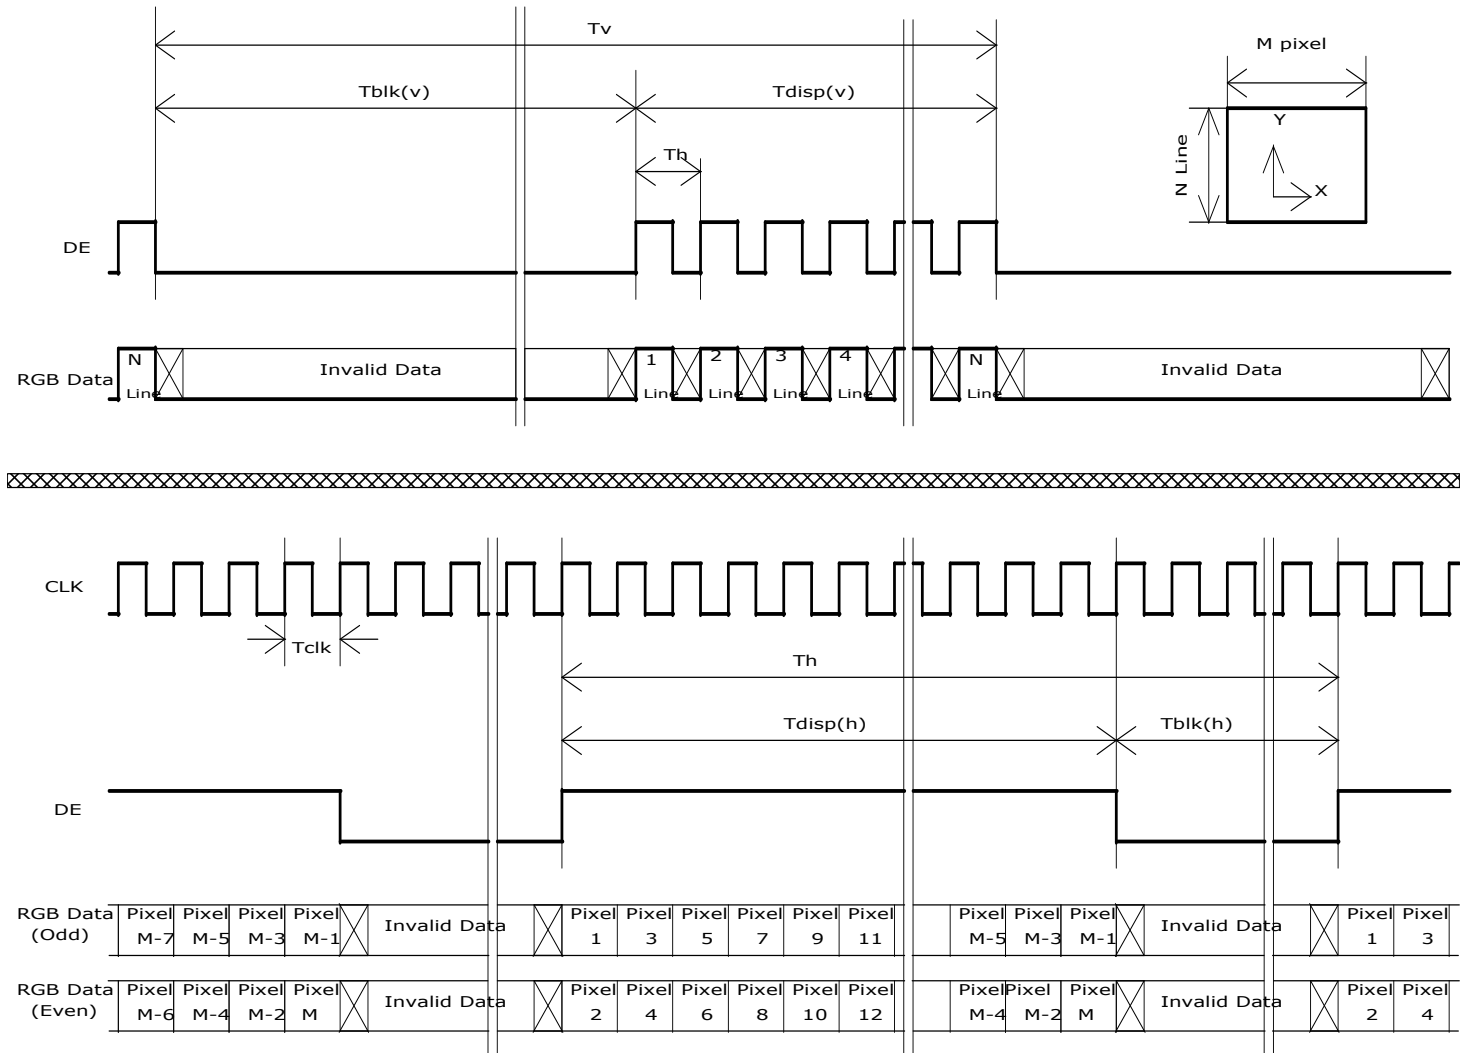 Tv
M pixel
Tblk(v) Tdisp(v)
Y
Th
N Line
X
DE
N 1 2 3 4 N
Invalid Data Invalid Data
RGB Data
Line Line Line Line Line Line
CLK
Tclk
Th
Tdisp(h) Tblk(h)
DE
RGB Data Pixel Pixel Pixel Pixel Invalid Data Pixel Pixel Pixel Pixel Pixel Pixel Pixel Pixel Pixel Invalid Data Pixel Pixel
(Odd) M-7 M-5 M-3 M-1 1 3 5 7 9 11 M-5 M-3 M-1 1 3
RGB Data Pixel Pixel Pixel Pixel Invalid Data Pixel Pixel Pixel Pixel Pixel Pixel Pixel Pixel Pixel Invalid Data Pixel Pixel
(Even) M-6 M-4 M-2 M 2 4 6 8 10 12 M-4 M-2 M 2 4